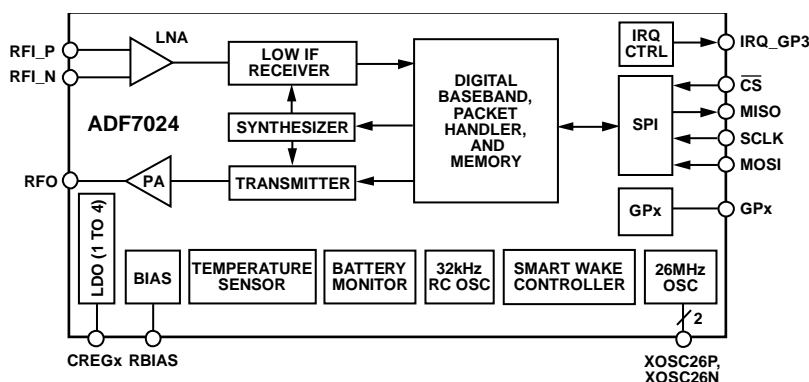 RFI_P
RFI_N
LNA
LOW IF
RECEIVER
DIGITAL
BASEBAND,
PACKET
HANDLER,
AND
MEMORY
IRQ
CTRL
IRQ_GP3
ADF7024
SYNTHESIZER
SPI
CS
MISO
SCLK
MOSI
RFO
PA
TRANSMITTER
GPx
GPx
LDO (1 TO 4)
BIAS
TEMPERATURE
SENSOR
BATTERY
MONITOR
32kHz
RC OSC
SMART WAKE
CONTROLLER
26MHz
OSC
2
CREGx
RBIAS
XOSC26P,
XOSC26N